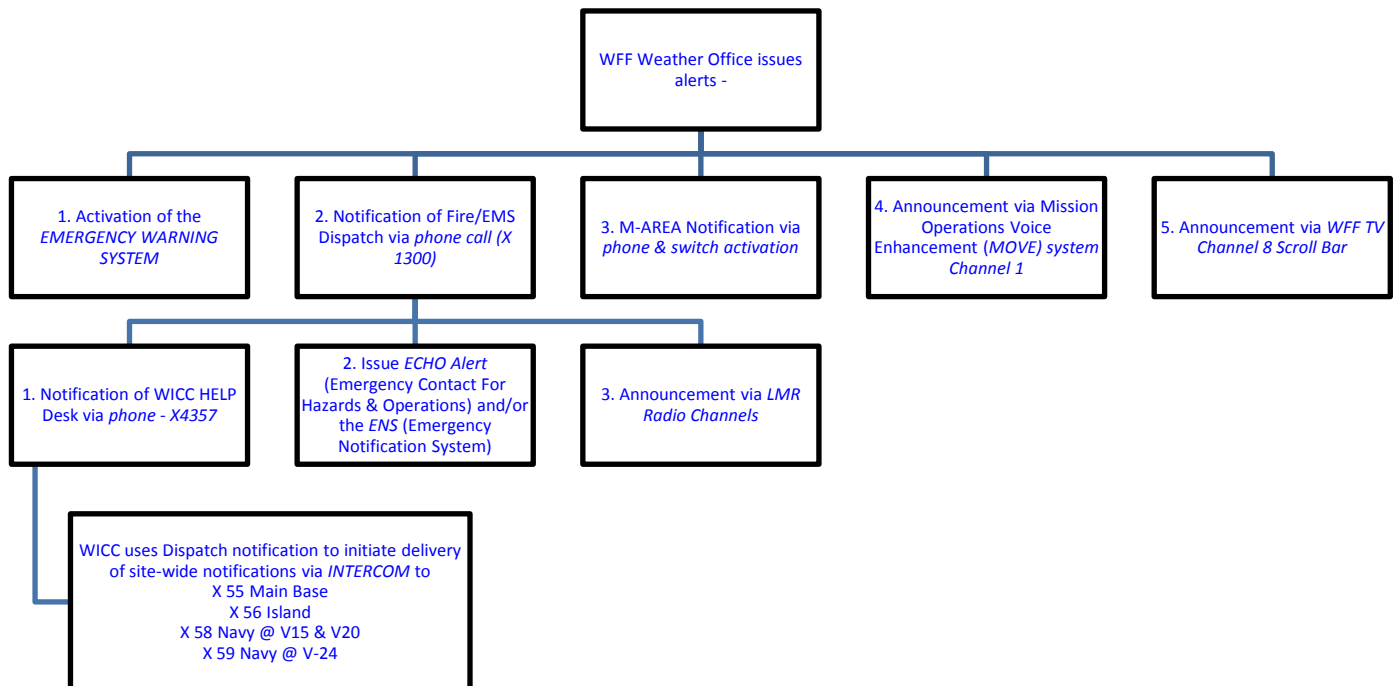 WFF Weather Office issues
alerts -
1. Activation of the
EMERGENCY WARNING
SYSTEM
2. Notification of Fire/EMS
Dispatch via phone call (X
1300)
3. M-AREA Notification via
phone & switch activation
4. Announcement via Mission
Operations Voice
Enhancement (MOVE) system
Channel 1
5. Announcement via WFF TV
Channel 8 Scroll Bar
1. Notification of WICC HELP
Desk via phone - X4357
2. Issue ECHO Alert
(Emergency Contact For
Hazards & Operations) and/or
the ENS (Emergency
Notification System)
3. Announcement via LMR
Radio Channels
WICC uses Dispatch notification to initiate delivery
of site-wide notifications via INTERCOM to
X 55 Main Base
X 56 Island
X 58 Navy @ V15 & V20
X 59 Navy @ V-24